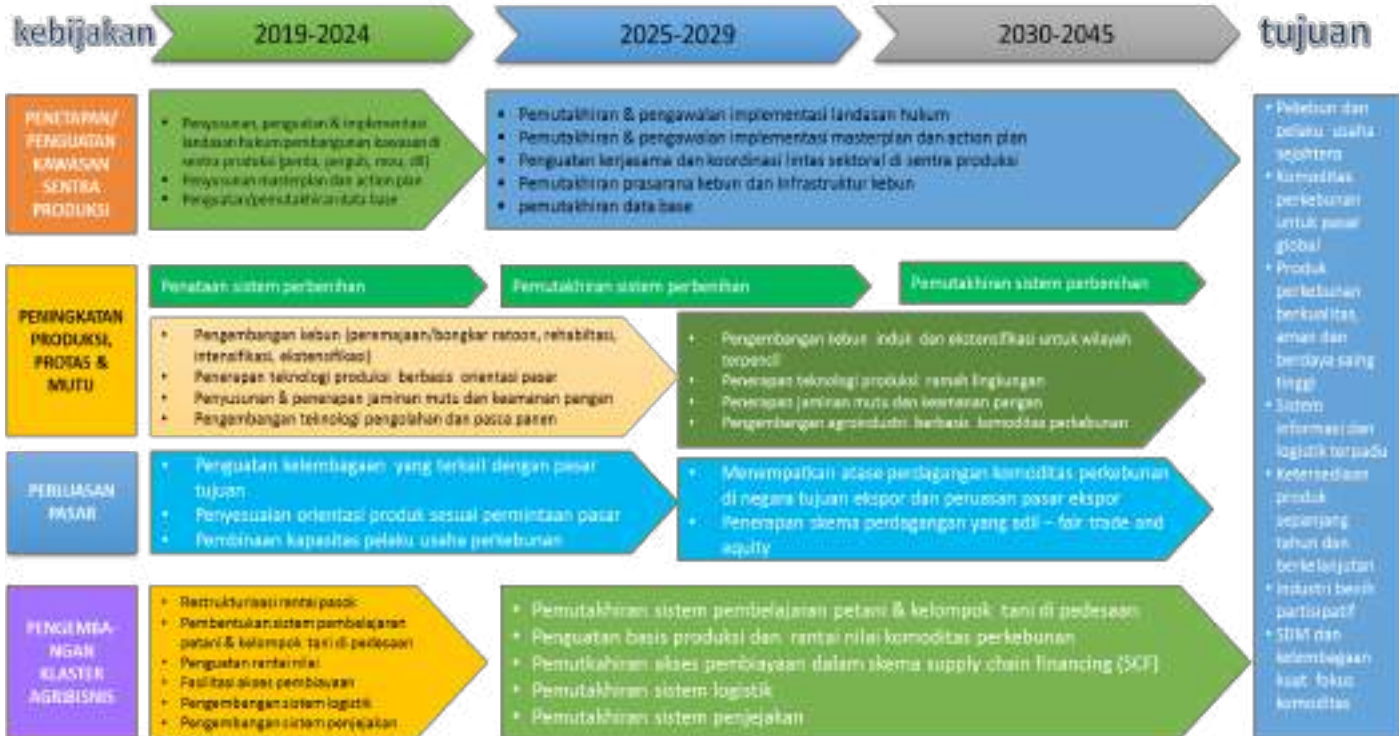 kebijakan
2019-2024
2025-2029
2030-2045
tujuan
PENETAPAN/
PENGUATAN
KAWASAN
SENTRA
PRODUKSI
• Penyusunan, penguatan & implementasi
landasan hukum pembangunan kawasan di
sentra produksi (perda, pergub, mou, dll)
• Penyusunan masterplan dan action plan
• Penguatan/pemutakhiran data base
• Pemutakhiran & pengawalan implementasi landasan hukum
• Pemutakhiran & pengawalan implementasi masterplan dan action plan
• Penguatan kerjasama dan koordinasi lintas sektoral di sentra produksi
• Pemutakhiran prasarana kebun dan infrastruktur kebun
• pemutakhiran data base
PENINGKATAN
PRODUKSI,
PROTAS &
MUTU
Penataan sistem perbenihan
Pemutakhiran sistem perbenihan
Pemutakhiran sistem perbenihan
• Pengembangan kebun (peremajaan/bongkar ratoon, rehabiltasi,
intensifikasi, ekstensifikasi)
• Penerapan teknologi produksi berbasis orientasi pasar
• Penyusunan & penerapan jaminan mutu dan keamanan pangan
• Pengembangan teknologi pengolahan dan pasca panen
• Pengembangan kebun induk dan ekstensifikasi untuk wilayah
terpencil
• Penerapan teknologi produksi ramah lingkungan
• Penerapan jaminan mutu dan keamanan pangan
• Pengembangan agroindustri berbasis komoditas perkebunan
PERLUASAN
PASAR
• Penguatan kelembagaan yang terkait dengan pasar
tujuan
• Penyesuaian orientasi produk sesuai permintaan pasar
• Pembinaan kapasitas pelaku usaha perkebunan
• Menempatkan atase perdagangan komoditas perkebunan
di negara tujuan ekspor dan peruasan pasar ekspor
• Penerapan skema perdagangan yang adil – fair trade and
equity
PENGEMBA-
NGAN
KLASTER
AGRIBISNIS
• Restrukturisasi rantai pasok
• Pembentukan sistem pembelajaran
petani & kelompok tani di pedesaan
• Penguatan rantai nilai
• Fasilitasi akses pembiayaan
• Pengembangan sistem logistik
• Pengembangan sistem penjejakan
• Pemutakhiran sistem pembelajaran petani & kelompok tani di pedesaan
• Penguatan basis produksi dan rantai nilai komoditas perkebunan
• Pemutkahiran akses pembiayaan dalam skema supply chain financing (SCF)
• Pemutakhiran sistem logistik
• Pemutakhiran sistem penjejakan
• Pekebun dan
pelaku usaha
sejahtera
• Komoditas
perkebunan
untuk pasar
global
• Produk
perkebunan
berkualitas,
aman dan
berdaya saing
tinggi
• Sistem
informasi dan
logistik terpadu
• Ketersediaan
produk
sepanjang
tahun dan
berkelanjutan
• Industri benih
partisipatif
• SDM dan
kelembagaan
kuat fokus
komoditas